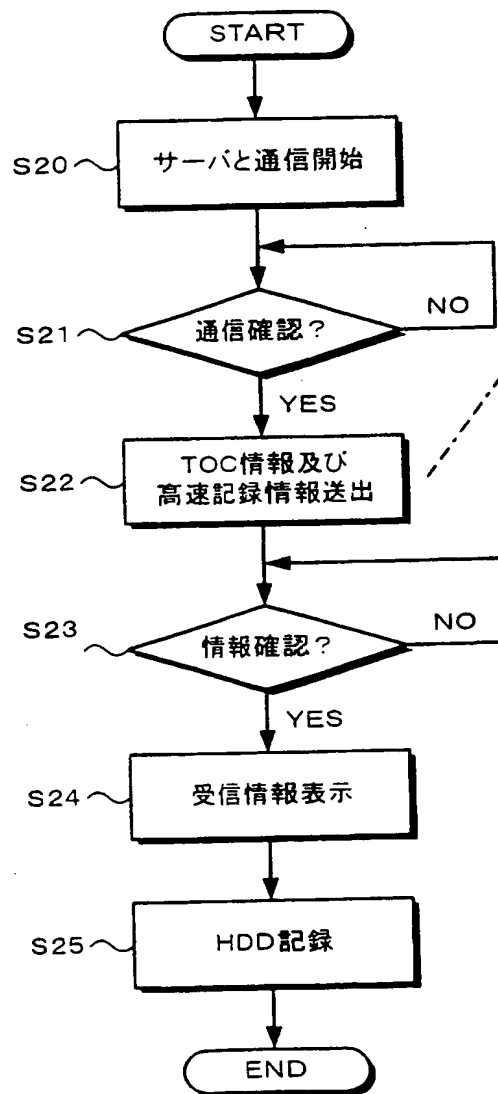 START
S20
サーバと通信開始
S21
通信確認?
NO
YES
S22
TOC情報及び
高速記録情報送出
S23
情報確認?
NO
YES
S24
受信情報表示
S25
HDD記録
END